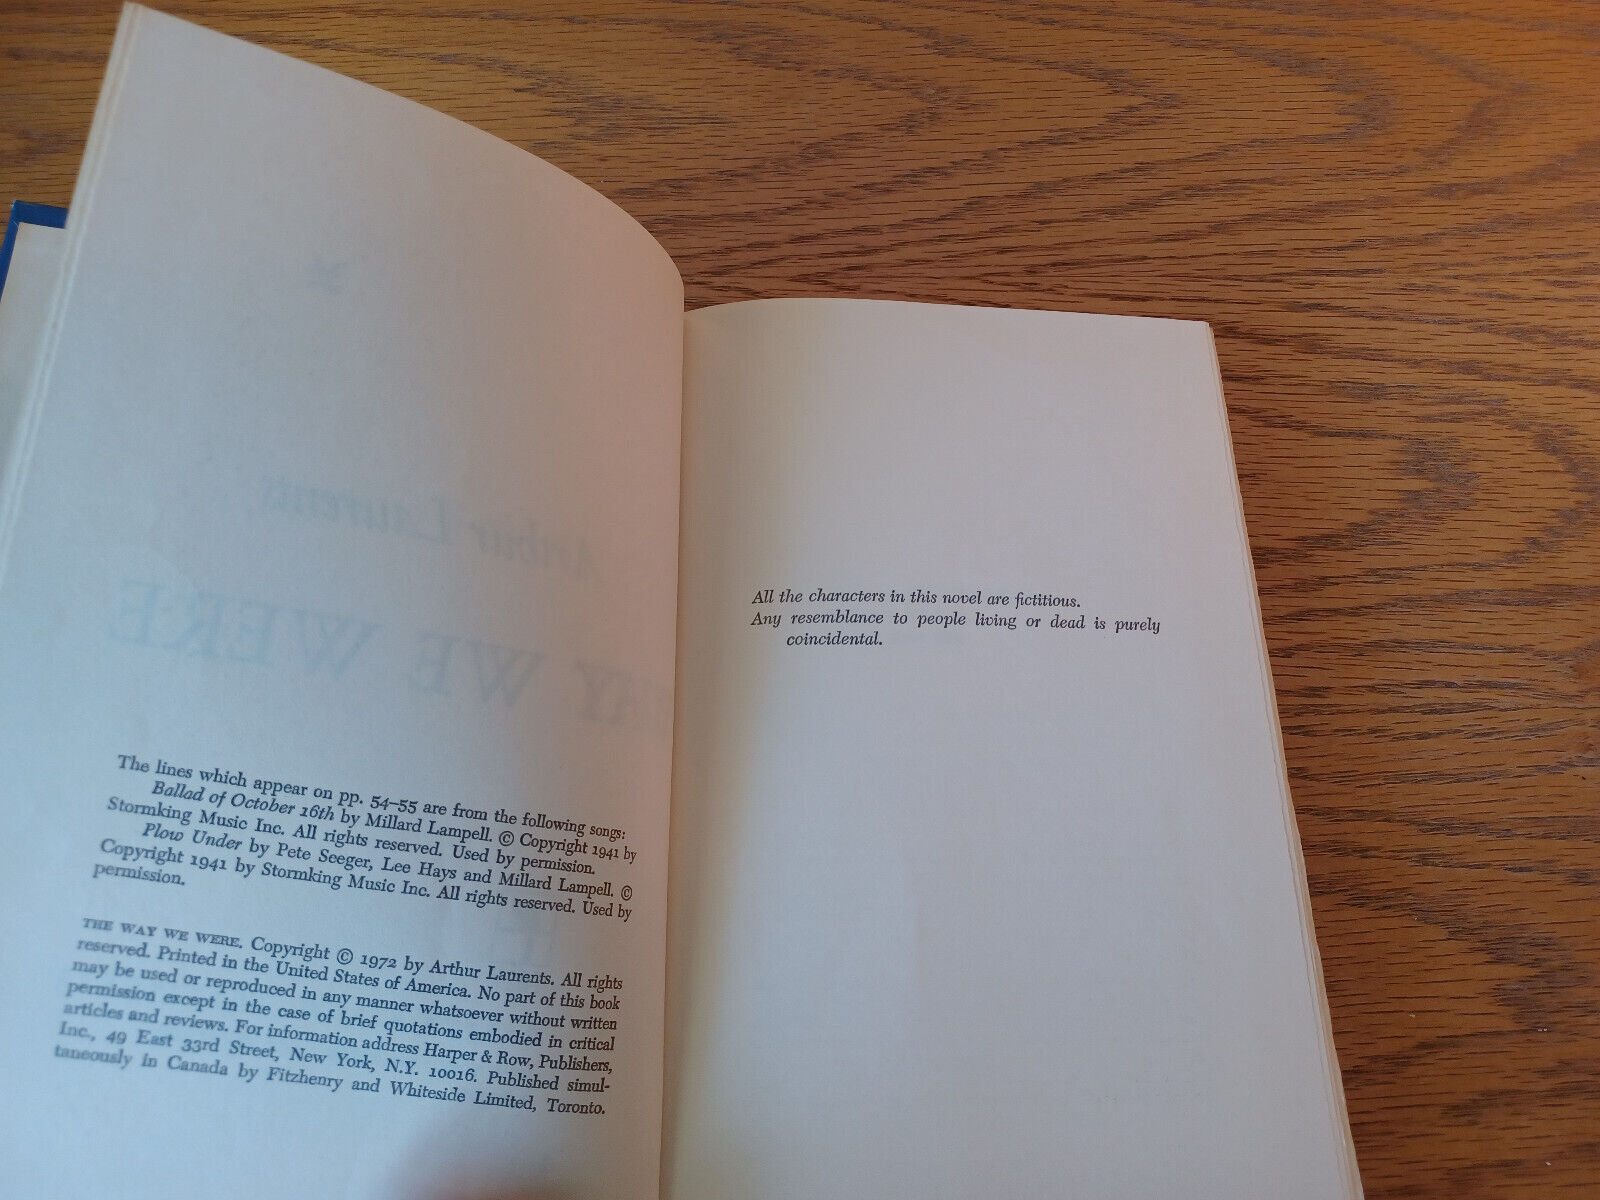 The lines which appear on pp. 54–55 are from the following songs:
Ballad of October 16th by Millard Lampell. © Copyright 1941 by
Stormking Music Inc. All rights reserved. Used by permission.
Plow Under by Pete Seeger, Lee Hays and Millard Lampell. ©
Copyright 1941 by Stormking Music Inc. All rights reserved. Used by
permission.
THE WAY WE WERE. Copyright © 1972 by Arthur Laurents. All rights
reserved. Printed in the United States of America. No part of this book
may be used or reproduced in any manner whatsoever without written
permission except in the case of brief quotations embodied in critical
articles and reviews. For information address Harper & Row, Publishers,
Inc., 49 East 33rd Street, New York, N.Y. 10016. Published simul-
taneously in Canada by Fitzhenry and Whiteside Limited, Toronto.
All the characters in this novel are fictitious.
Any resemblance to people living or dead is purely
coincidental.